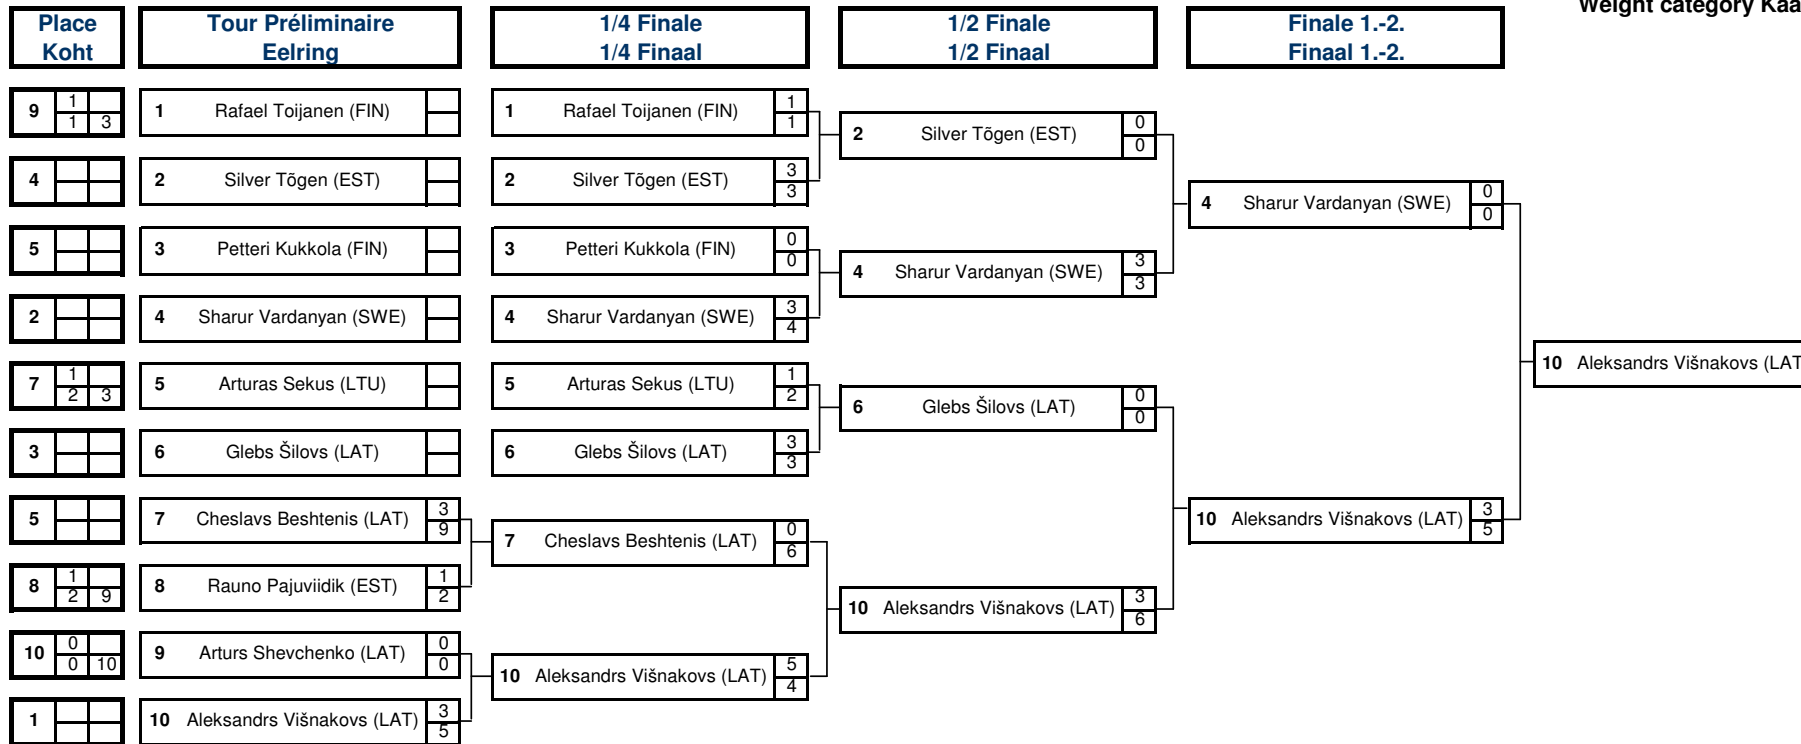 Weight category Kaa
Place
Koht
Tour Préliminaire
Eelring
1/4 Finale
1/4 Finaal
1/2 Finale
1/2 Finaal
Finale 1.-2.
Finaal 1.-2.
9 1
1 3
1 Rafael Toijanen (FIN)
1 Rafael Toijanen (FIN) 1
1
2 Silver Tõgen (EST) 0
0
4
2 Silver Tõgen (EST)
2 Silver Tõgen (EST) 3
3
4 Sharur Vardanyan (SWE) 0
0
5
3 Petteri Kukkola (FIN)
3 Petteri Kukkola (FIN) 0
0
4 Sharur Vardanyan (SWE) 3
3
2
4 Sharur Vardanyan (SWE)
4 Sharur Vardanyan (SWE) 3
4
10 Aleksandrs Višnakovs (LAT
7 1
2 3
5 Arturas Sekus (LTU)
5 Arturas Sekus (LTU) 1
2
6 Glebs Šilovs (LAT) 0
0
3
6 Glebs Šilovs (LAT)
6 Glebs Šilovs (LAT) 3
3
5
7 Cheslavs Beshtenis (LAT) 3
9
7 Cheslavs Beshtenis (LAT) 0
6
10 Aleksandrs Višnakovs (LAT) 3
5
8 1
2 9
8 Rauno Pajuviidik (EST) 1
2
10 Aleksandrs Višnakovs (LAT) 3
6
10 0
0 10
9 Arturs Shevchenko (LAT) 0
0
10 Aleksandrs Višnakovs (LAT) 5
4
1
10 Aleksandrs Višnakovs (LAT) 3
5